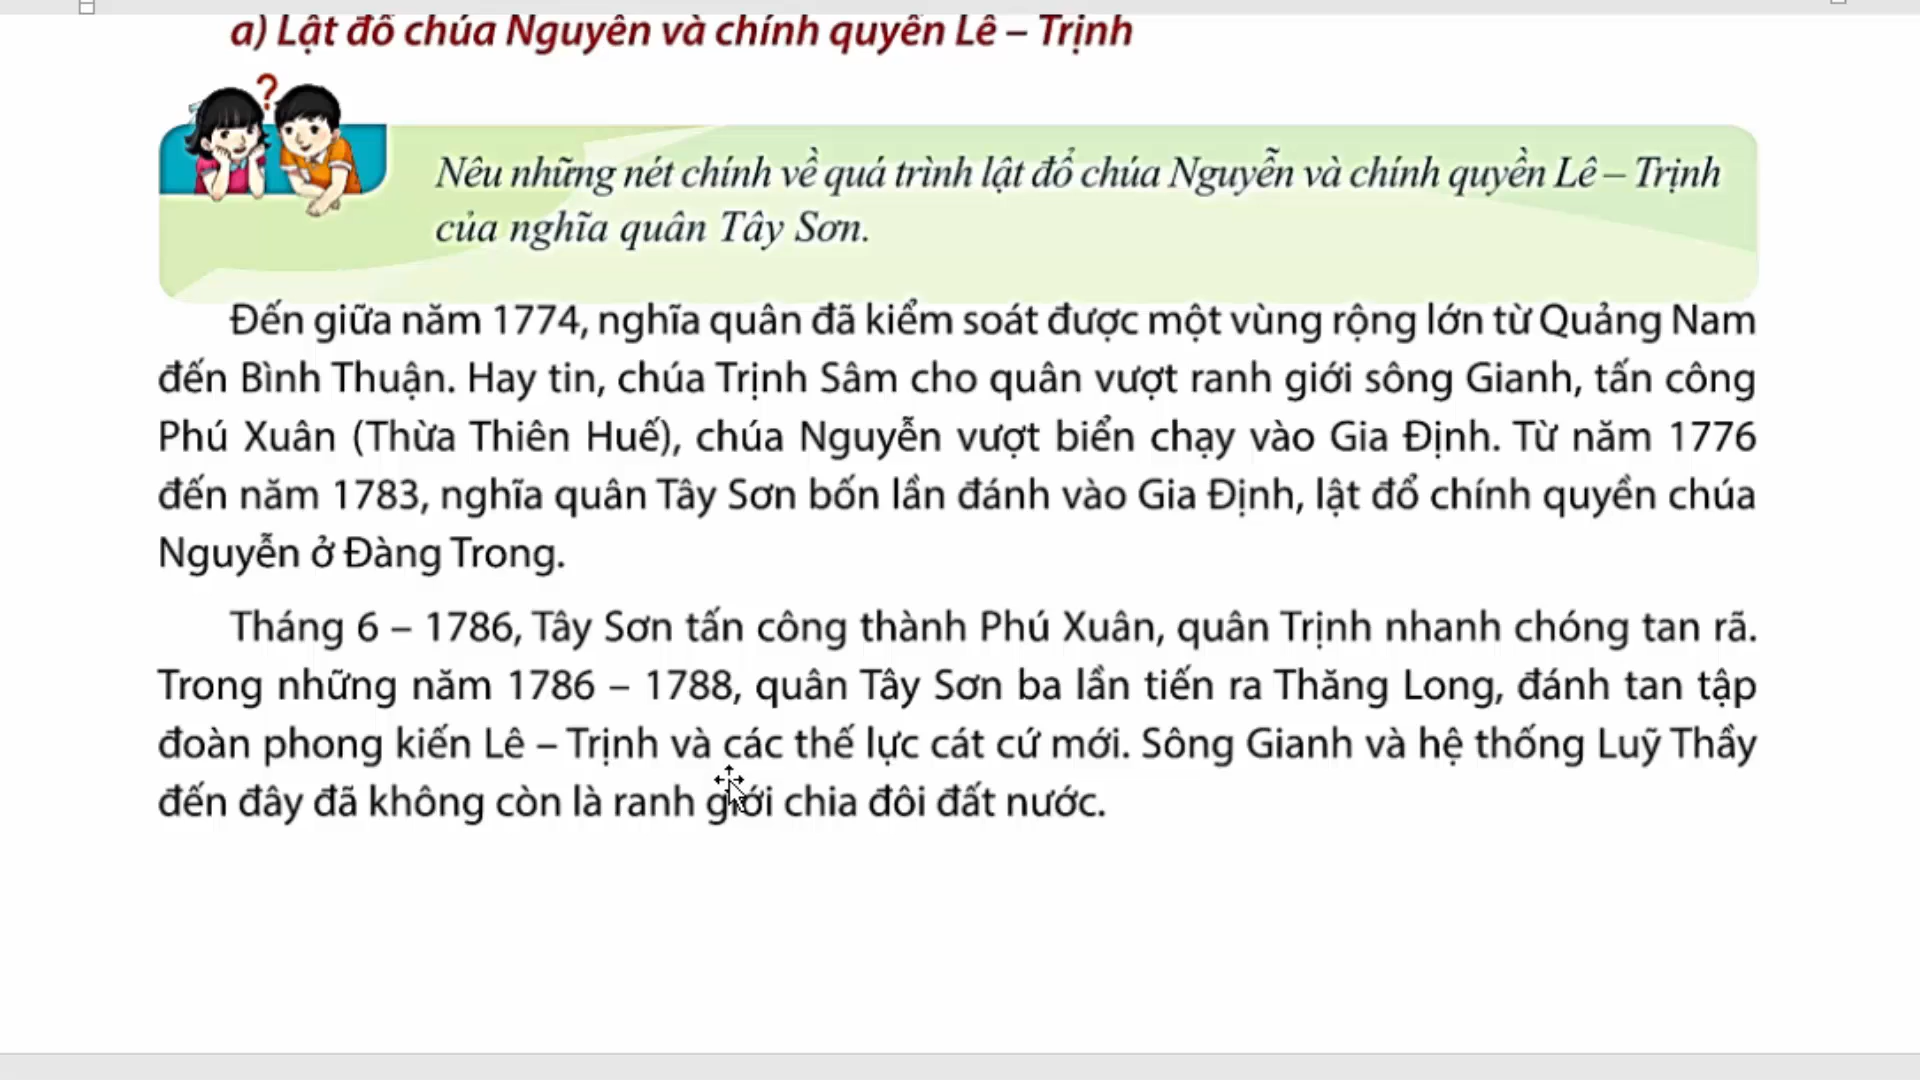 a) Lật đổ chúa Nguyễn và chính quyền Lê – Trịnh
?
Nêu những nét chính về quá trình lật đổ chúa Nguyễn và chính quyền Lê – Trịnh
của nghĩa quân Tây Sơn.
Đến giữa năm 1774, nghĩa quân đã kiểm soát được một vùng rộng lớn từ Quảng Nam
đến Bình Thuận. Hay tin, chúa Trịnh Sâm cho quân vượt ranh giới sông Gianh, tấn công
Phú Xuân (Thừa Thiên Huế), chúa Nguyễn vượt biển chạy vào Gia Định. Từ năm 1776
đến năm 1783, nghĩa quân Tây Sơn bốn lần đánh vào Gia Định, lật đổ chính quyền chúa
Nguyễn ở Đàng Trong.
Tháng 6 – 1786, Tây Sơn tấn công thành Phú Xuân, quân Trịnh nhanh chóng tan rã.
Trong những năm 1786 – 1788, quân Tây Sơn ba lần tiến ra Thăng Long, đánh tan tập
đoàn phong kiến Lê – Trịnh và các thế lực cát cứ mới. Sông Gianh và hệ thống Luỹ Thầy
đến đây đã không còn là ranh giới chia đôi đất nước.